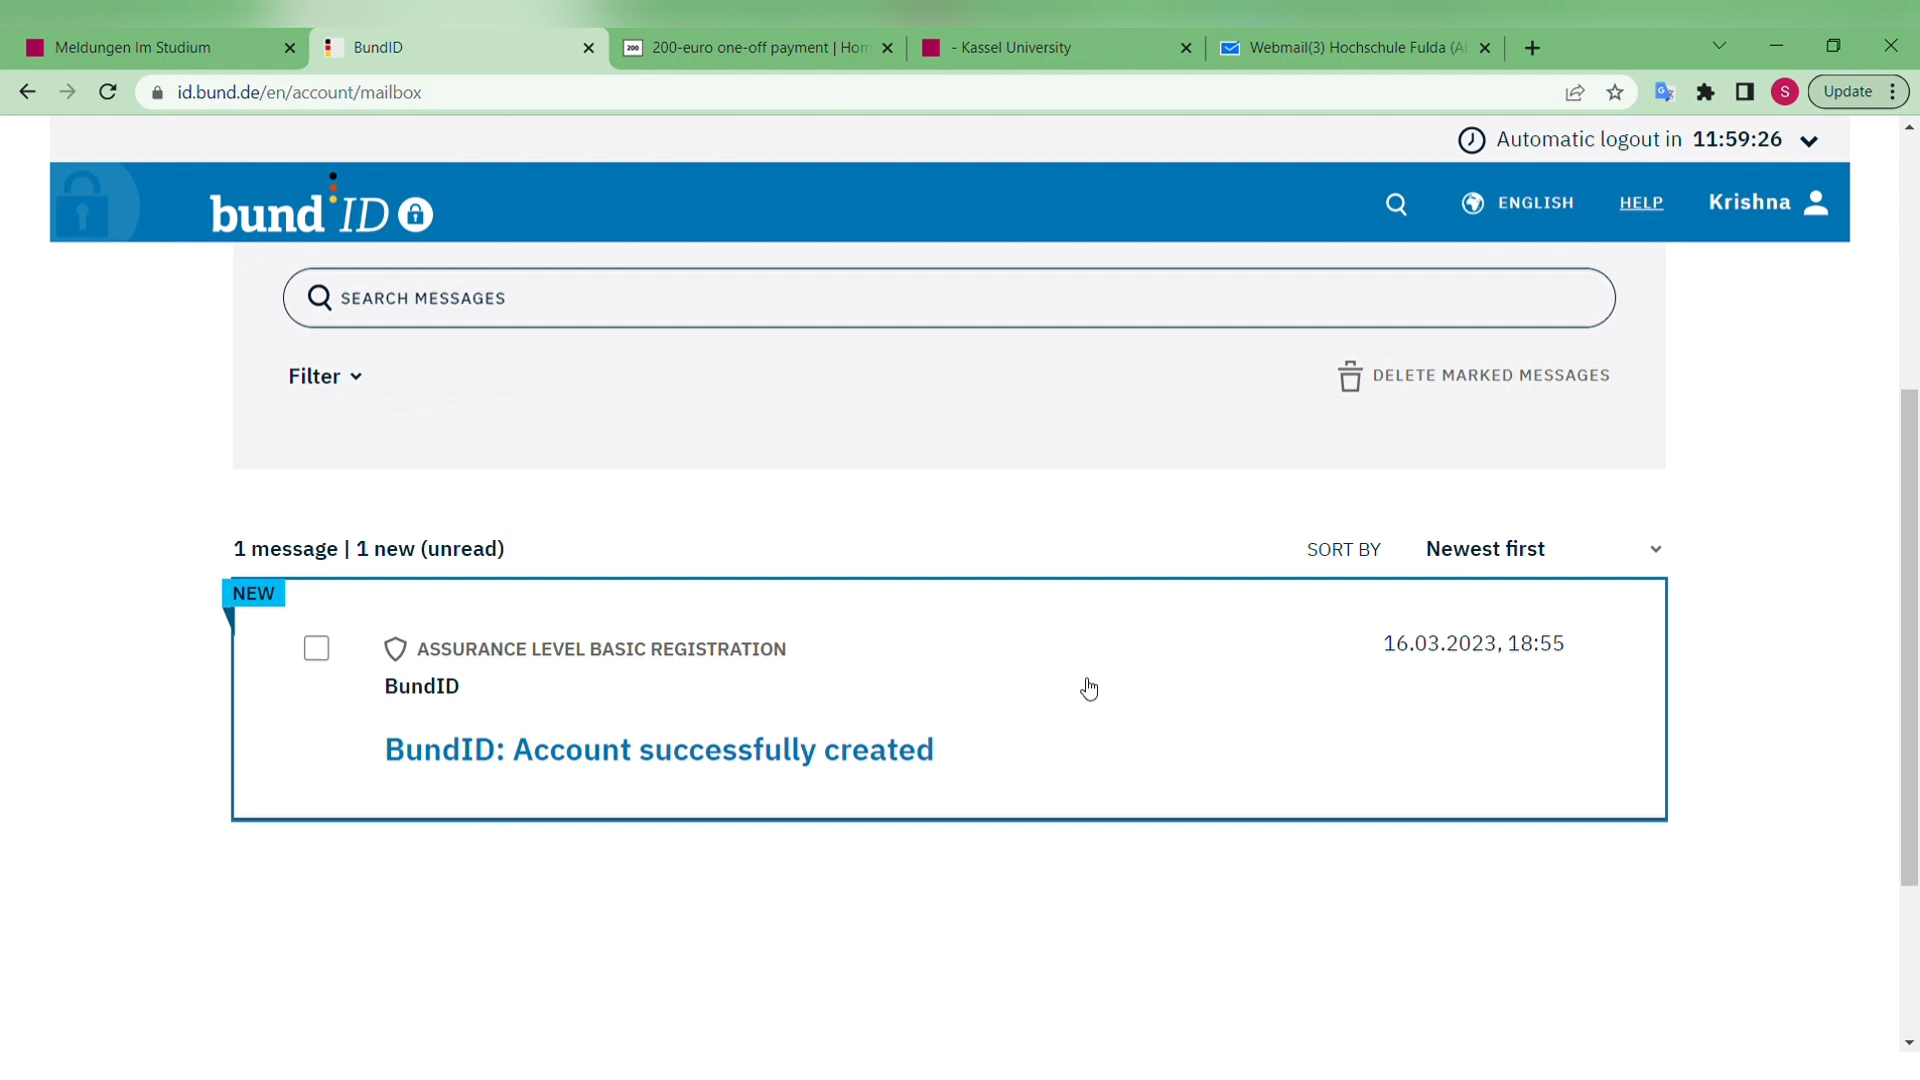 Meldungen Im Studium
BundID
200-euro one-off payment | Hom
- Kassel University
Webmail(3) Hochschule Fulda (Al
id.bund.de/en/account/mailbox
S
Update
Automatic logout in 11:59:26
bundID
ENGLISH
HELP
Krishna
SEARCH MESSAGES
Filter
DELETE MARKED MESSAGES
1 message | 1 new (unread)
SORT BY
Newest first
NEW
ASSURANCE LEVEL BASIC REGISTRATION
16.03.2023, 18:55
BundID
BundID: Account successfully created